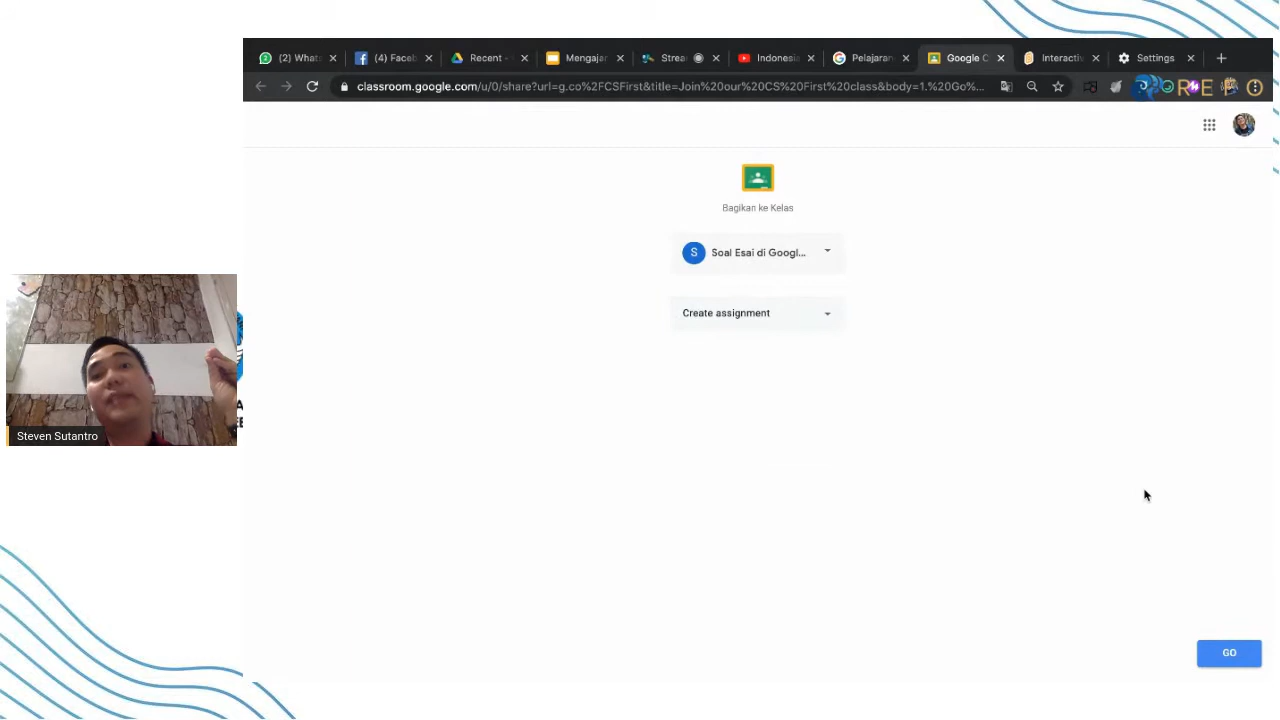 (2) Whats
(4) Faceb
Recent -
Mengajar
Strea
Indonesia
Pelajaran
Google C
Interactiv
Settings
classroom.google.com/u/0/share?url=g.co%2FCSFirst&title=Join%20our%20CS%20First%20class&body=1.%20Go%...
Bagikan ke Kelas
S
Soal Esai di Googl...
Create assignment
Steven Sutantro
GO